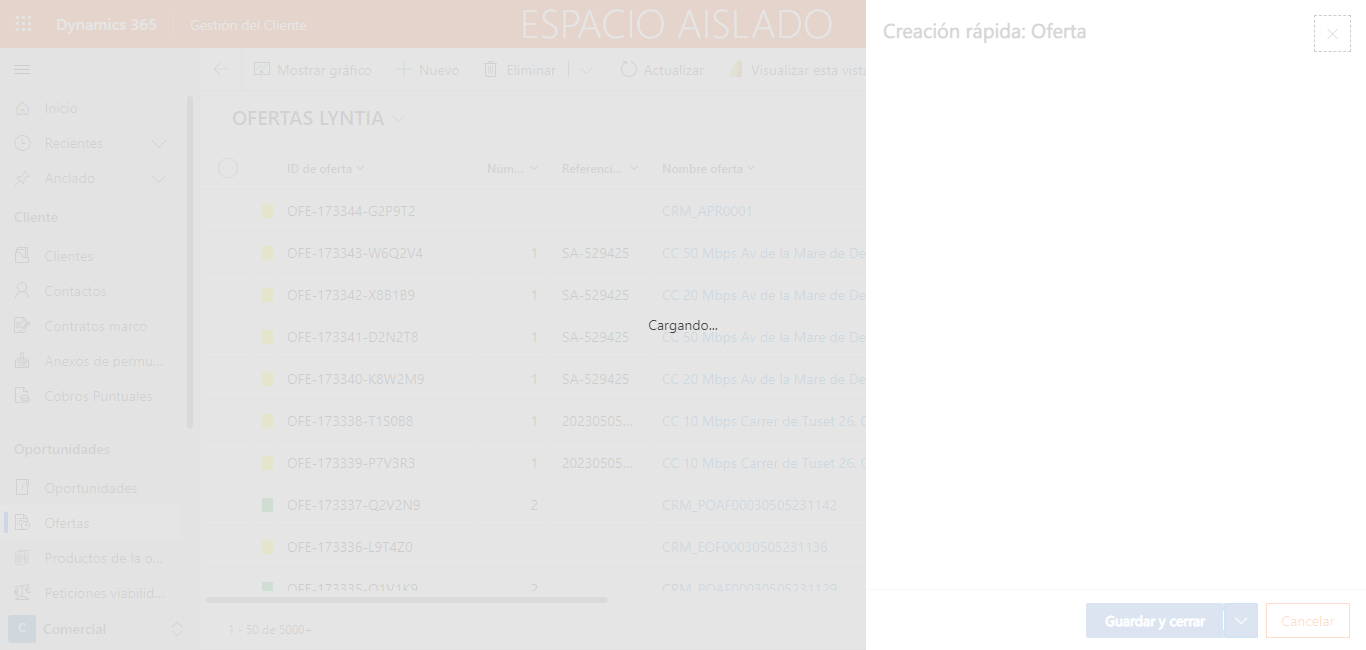 Dynamics 365 Gestión del Cliente ESPACIO AISLADO
Creación rápida: Oferta
Mostrar gráfico Nuevo Eliminar Actualizar Visualizar esta vista
Inicio
Recientes
Anclado
Cliente
Clientes
Contactos
Contratos marco
Anexos de permu...
Cobros Puntuales
Oportunidades
Oportunidades
Ofertas
Productos de la o...
Peticiones viabilid...
C Comercial
OFERTAS LYNTIA
ID de oferta Núm... Referenci... Nombre oferta
OFE-173344-G2P9T2 CRM_APR0001
OFE-173343-W6Q2V4 1 SA-529425 CC 50 Mbps Av de la Mare de De
OFE-173342-X8B1B9 1 SA-529425 CC 20 Mbps Av de la Mare de De
Cargando...
OFE-173341-D2N2T8 1 SA-529425 CC 50 Mbps Av de la Mare de De
OFE-173340-K8W2M9 1 SA-529425 CC 20 Mbps Av de la Mare de De
OFE-173338-T1S0B8 1 20230505... CC 10 Mbps Carrer de Tuset 26, C
OFE-173339-P7V3R3 1 20230505... CC 10 Mbps Carrer de Tuset 26, C
OFE-173337-Q2V2N9 2 CRM_POAF00030505231142
OFE-173336-L9T4Z0 CRM_EOF00030505231136
OFE-173335-Q1V1K9 2 CRM_POAF00030505231129
1 - 50 de 5000+
Guardar y cerrar Cancelar